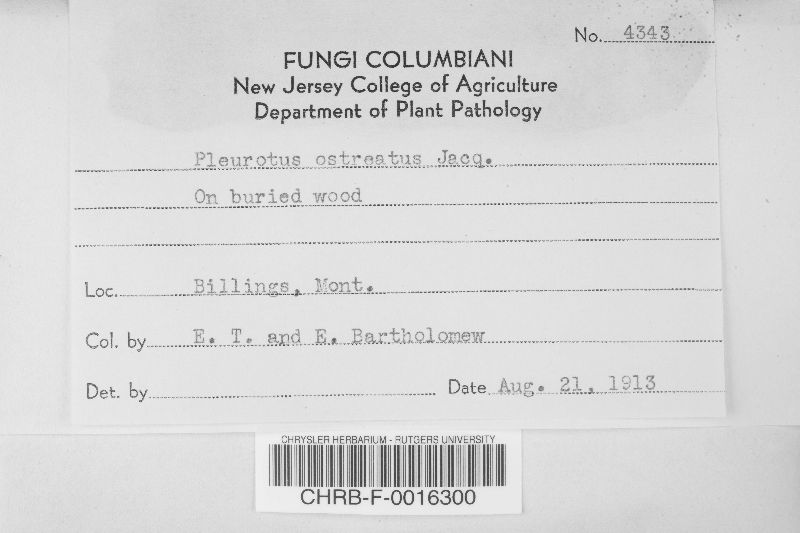 No. 4343
FUNGI COLUMBIANI
New Jersey College of Agriculture
Department of Plant Pathology
Pleurotus ostreatus Jacq.
On buried wood
Loc. Billings, Mont.
Col. by E. T. and E. Bartholomew
Det. by Date Aug. 21, 1913
CHRYSLER HERBARIUM - RUTGERS UNIVERSITY
CHRB-F-0016300